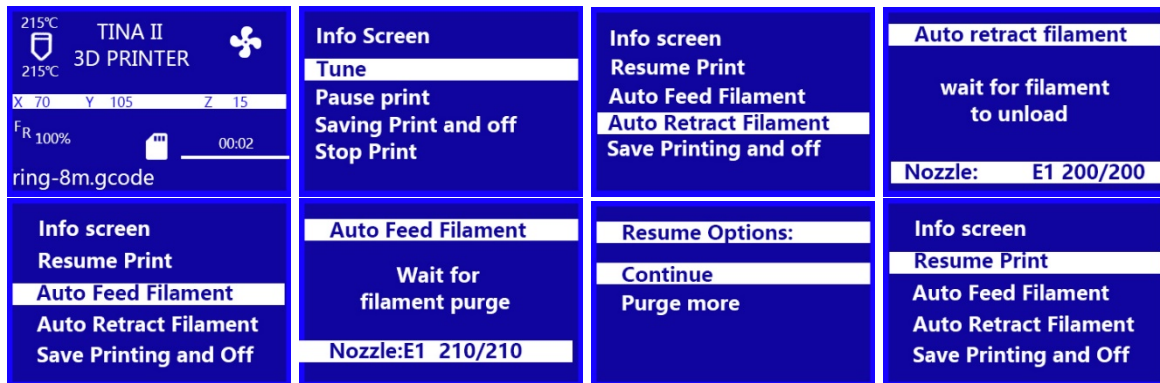 215℃
TINA II
3D PRINTER
215℃
X 70 Y 105 Z 15
FR 100%
00:02
ring-8m.gcode
Info Screen
Tune
Pause print
Saving Print and off
Stop Print
Info screen
Resume Print
Auto Feed Filament
Auto Retract Filament
Save Printing and off
Auto retract filament
wait for filament
to unload
Nozzle: E1 200/200
Info screen
Resume Print
Auto Feed Filament
Auto Retract Filament
Save Printing and Off
Auto Feed Filament
Wait for
filament purge
Nozzle:E1 210/210
Resume Options:
Continue
Purge more
Info screen
Resume Print
Auto Feed Filament
Auto Retract Filament
Save Printing and Off